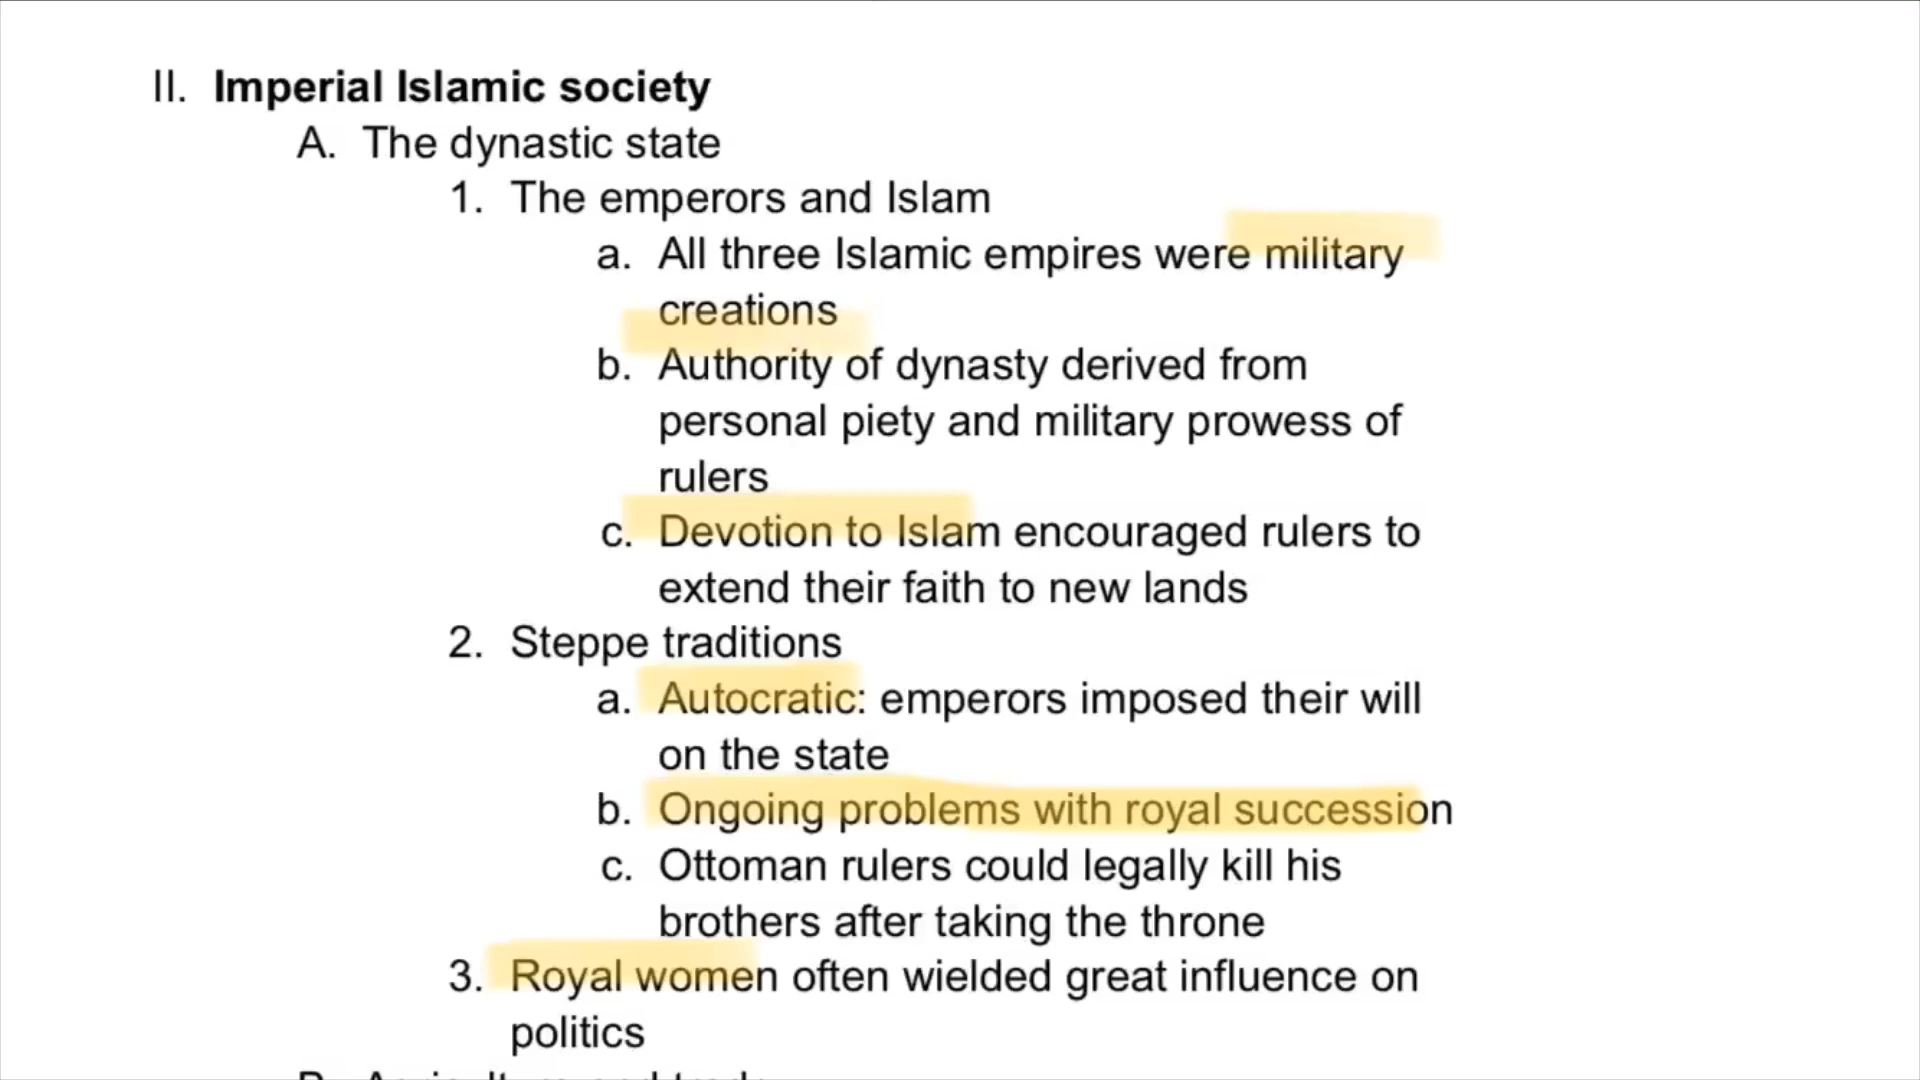 II. Imperial Islamic society
A. The dynastic state
1. The emperors and Islam
a. All three Islamic empires were military
creations
b. Authority of dynasty derived from
personal piety and military prowess of
rulers
c. Devotion to Islam encouraged rulers to
extend their faith to new lands
2. Steppe traditions
a. Autocratic: emperors imposed their will
on the state
b. Ongoing problems with royal succession
c. Ottoman rulers could legally kill his
brothers after taking the throne
3. Royal women often wielded great influence on
politics
B. Agriculture and trade